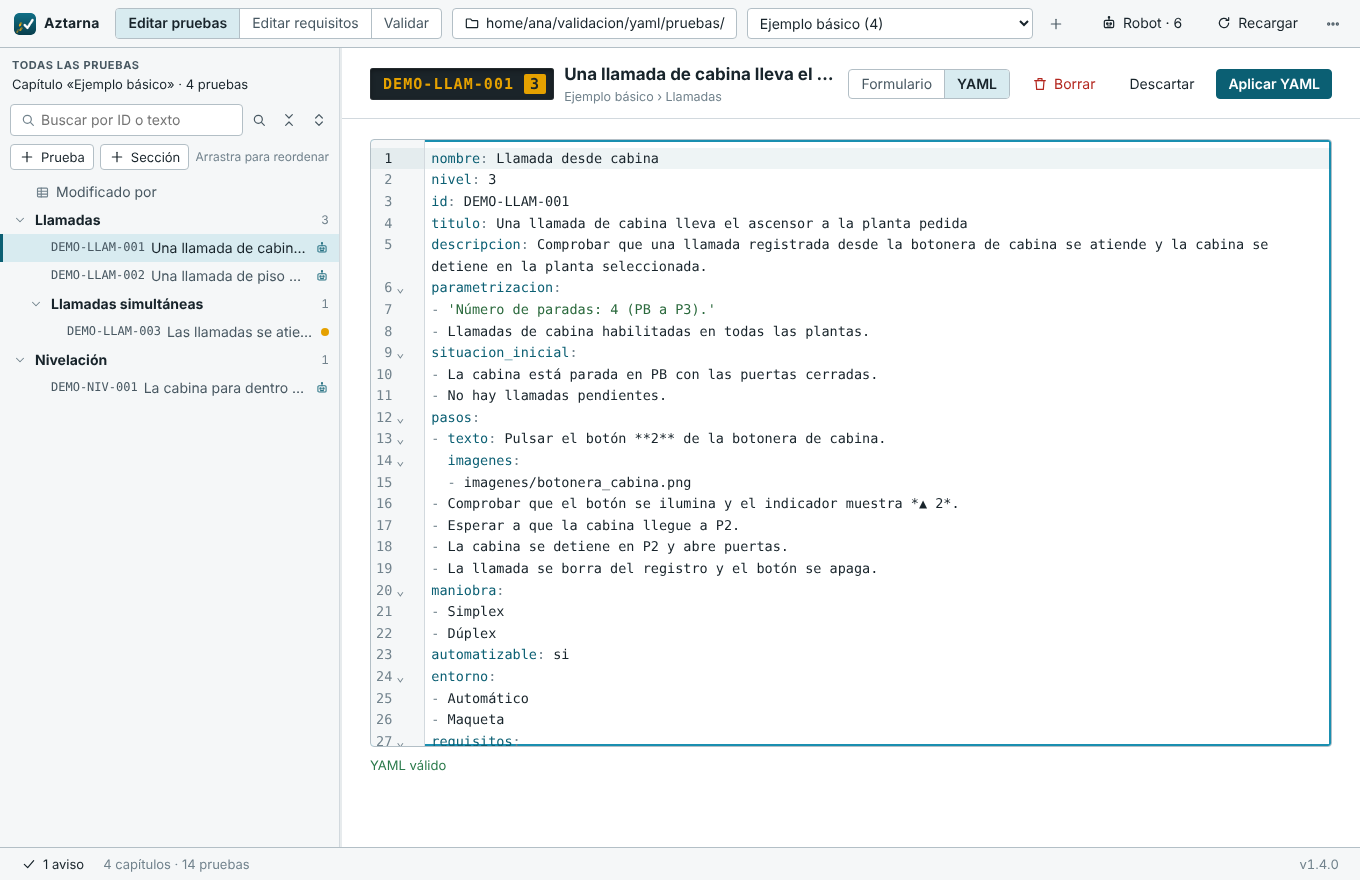 Aztarna
Editar pruebas
Editar requisitos
Validar
home/ana/validacion/yaml/pruebas/
Ejemplo básico (4)
Robot · 6
Recargar
TODAS LAS PRUEBAS
Capítulo «Ejemplo básico» · 4 pruebas
Buscar por ID o texto
Prueba
Sección
Arrastra para reordenar
Modificado por
Llamadas 3
DEMO-LLAM-001 Una llamada de cabin...
DEMO-LLAM-002 Una llamada de piso ...
Llamadas simultáneas 1
DEMO-LLAM-003 Las llamadas se atie...
Nivelación 1
DEMO-NIV-001 La cabina para dentro ...
DEMO-LLAM-001 3
Una llamada de cabina lleva el ...
Ejemplo básico › Llamadas
Formulario
YAML
Borrar
Descartar
Aplicar YAML
1 nombre: Llamada desde cabina
2 nivel: 3
3 id: DEMO-LLAM-001
4 titulo: Una llamada de cabina lleva el ascensor a la planta pedida
5 descripcion: Comprobar que una llamada registrada desde la botonera de cabina se atiende y la cabina se
detiene en la planta seleccionada.
6 parametrizacion:
7 - 'Número de paradas: 4 (PB a P3).'
8 - Llamadas de cabina habilitadas en todas las plantas.
9 situacion_inicial:
10 - La cabina está parada en PB con las puertas cerradas.
11 - No hay llamadas pendientes.
12 pasos:
13 - texto: Pulsar el botón **2** de la botonera de cabina.
14 imagenes:
15 - imagenes/botonera_cabina.png
16 - Comprobar que el botón se ilumina y el indicador muestra *▲ 2*.
17 - Esperar a que la cabina llegue a P2.
18 - La cabina se detiene en P2 y abre puertas.
19 - La llamada se borra del registro y el botón se apaga.
20 maniobra:
21 - Simplex
22 - Dúplex
23 automatizable: si
24 entorno:
25 - Automático
26 - Maqueta
27 requisitos:
YAML válido
1 aviso
4 capítulos · 14 pruebas
v1.4.0